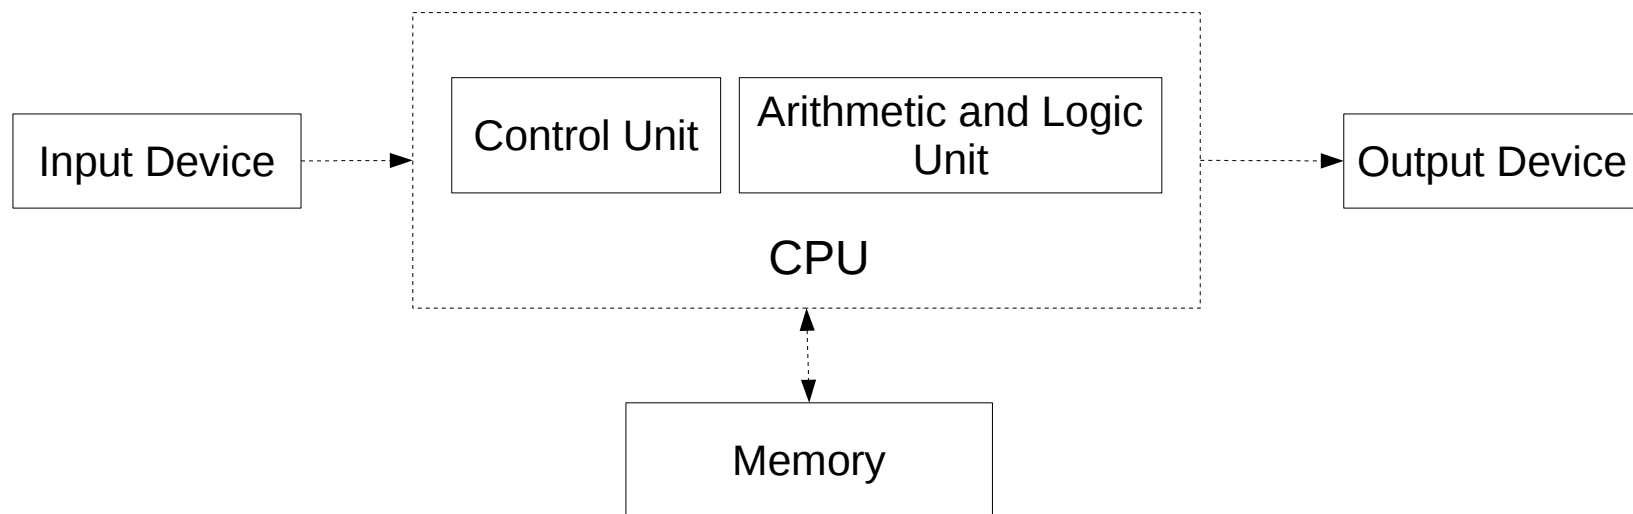 Input Device
Control Unit
Arithmetic and Logic
Unit
CPU
Output Device
Memory